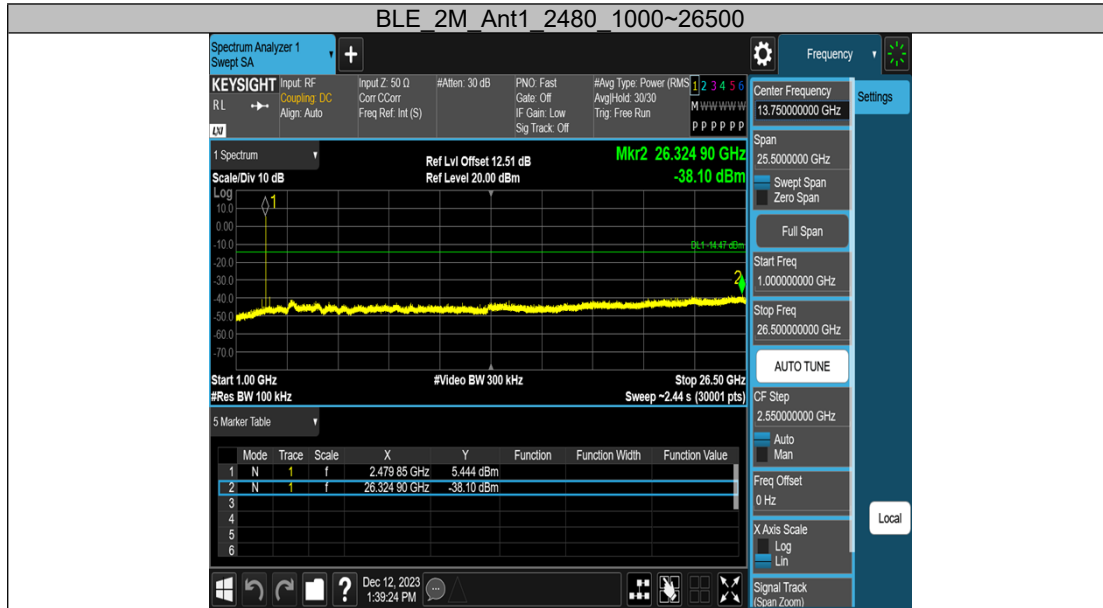 BLE_2M_Ant1_2480_1000~26500
Spectrum Analyzer 1
Swept SA
+
Frequency
KEYSIGHT
RL
LXI
Input: RF
Coupling: DC
Align: Auto
Input Z: 50 Ω
Corr CCorr
Freq Ref: Int (S)
#Atten: 30 dB
PNO: Fast
Gate: Off
IF Gain: Low
Sig Track: Off
#Avg Type: Power (RMS
Avg|Hold: 30/30
Trig: Free Run
1 2 3 4 5 6
M W W W W W
P P P P P P
1 Spectrum
Scale/Div 10 dB
Ref Lvl Offset 12.51 dB
Ref Level 20.00 dBm
Mkr2 26.324 90 GHz
-38.10 dBm
Log
10.0
0.00
-10.0
-20.0
-30.0
-40.0
-50.0
-60.0
-70.0
1
DL1 -14.47 dBm
2
Start 1.00 GHz
#Res BW 100 kHz
#Video BW 300 kHz
Stop 26.50 GHz
Sweep ~2.44 s (30001 pts)
5 Marker Table
Mode Trace Scale X Y Function Function Width Function Value
1 N 1 f 2.479 85 GHz 5.444 dBm
2 N 1 f 26.324 90 GHz -38.10 dBm
3
4
5
6
?
Dec 12, 2023
1:39:24 PM
Center Frequency
13.750000000 GHz
Span
25.5000000 GHz
Swept Span
Zero Span
Full Span
Start Freq
1.000000000 GHz
Stop Freq
26.500000000 GHz
AUTO TUNE
CF Step
2.550000000 GHz
Auto
Man
Freq Offset
0 Hz
X Axis Scale
Log
Lin
Signal Track
(Span Zoom)
Settings
Local